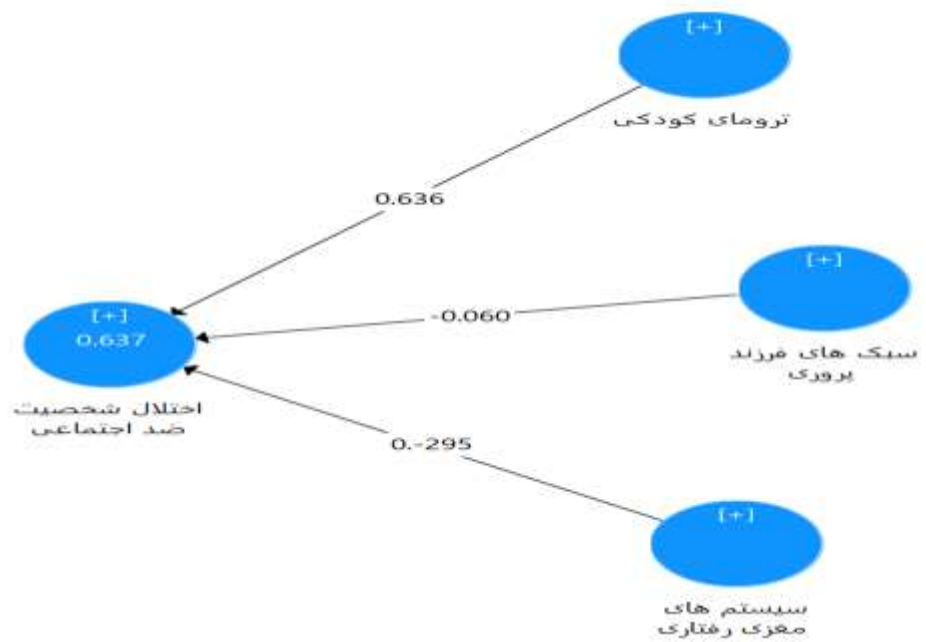 [+]
ترومای کودکی
0.636
[+]
-0.060
سبک های فرزند
پروری
[+]
0.637
اختلال شخصیت
ضد اجتماعی
0.-295
[+]
سیستم های
مغزی رفتاری